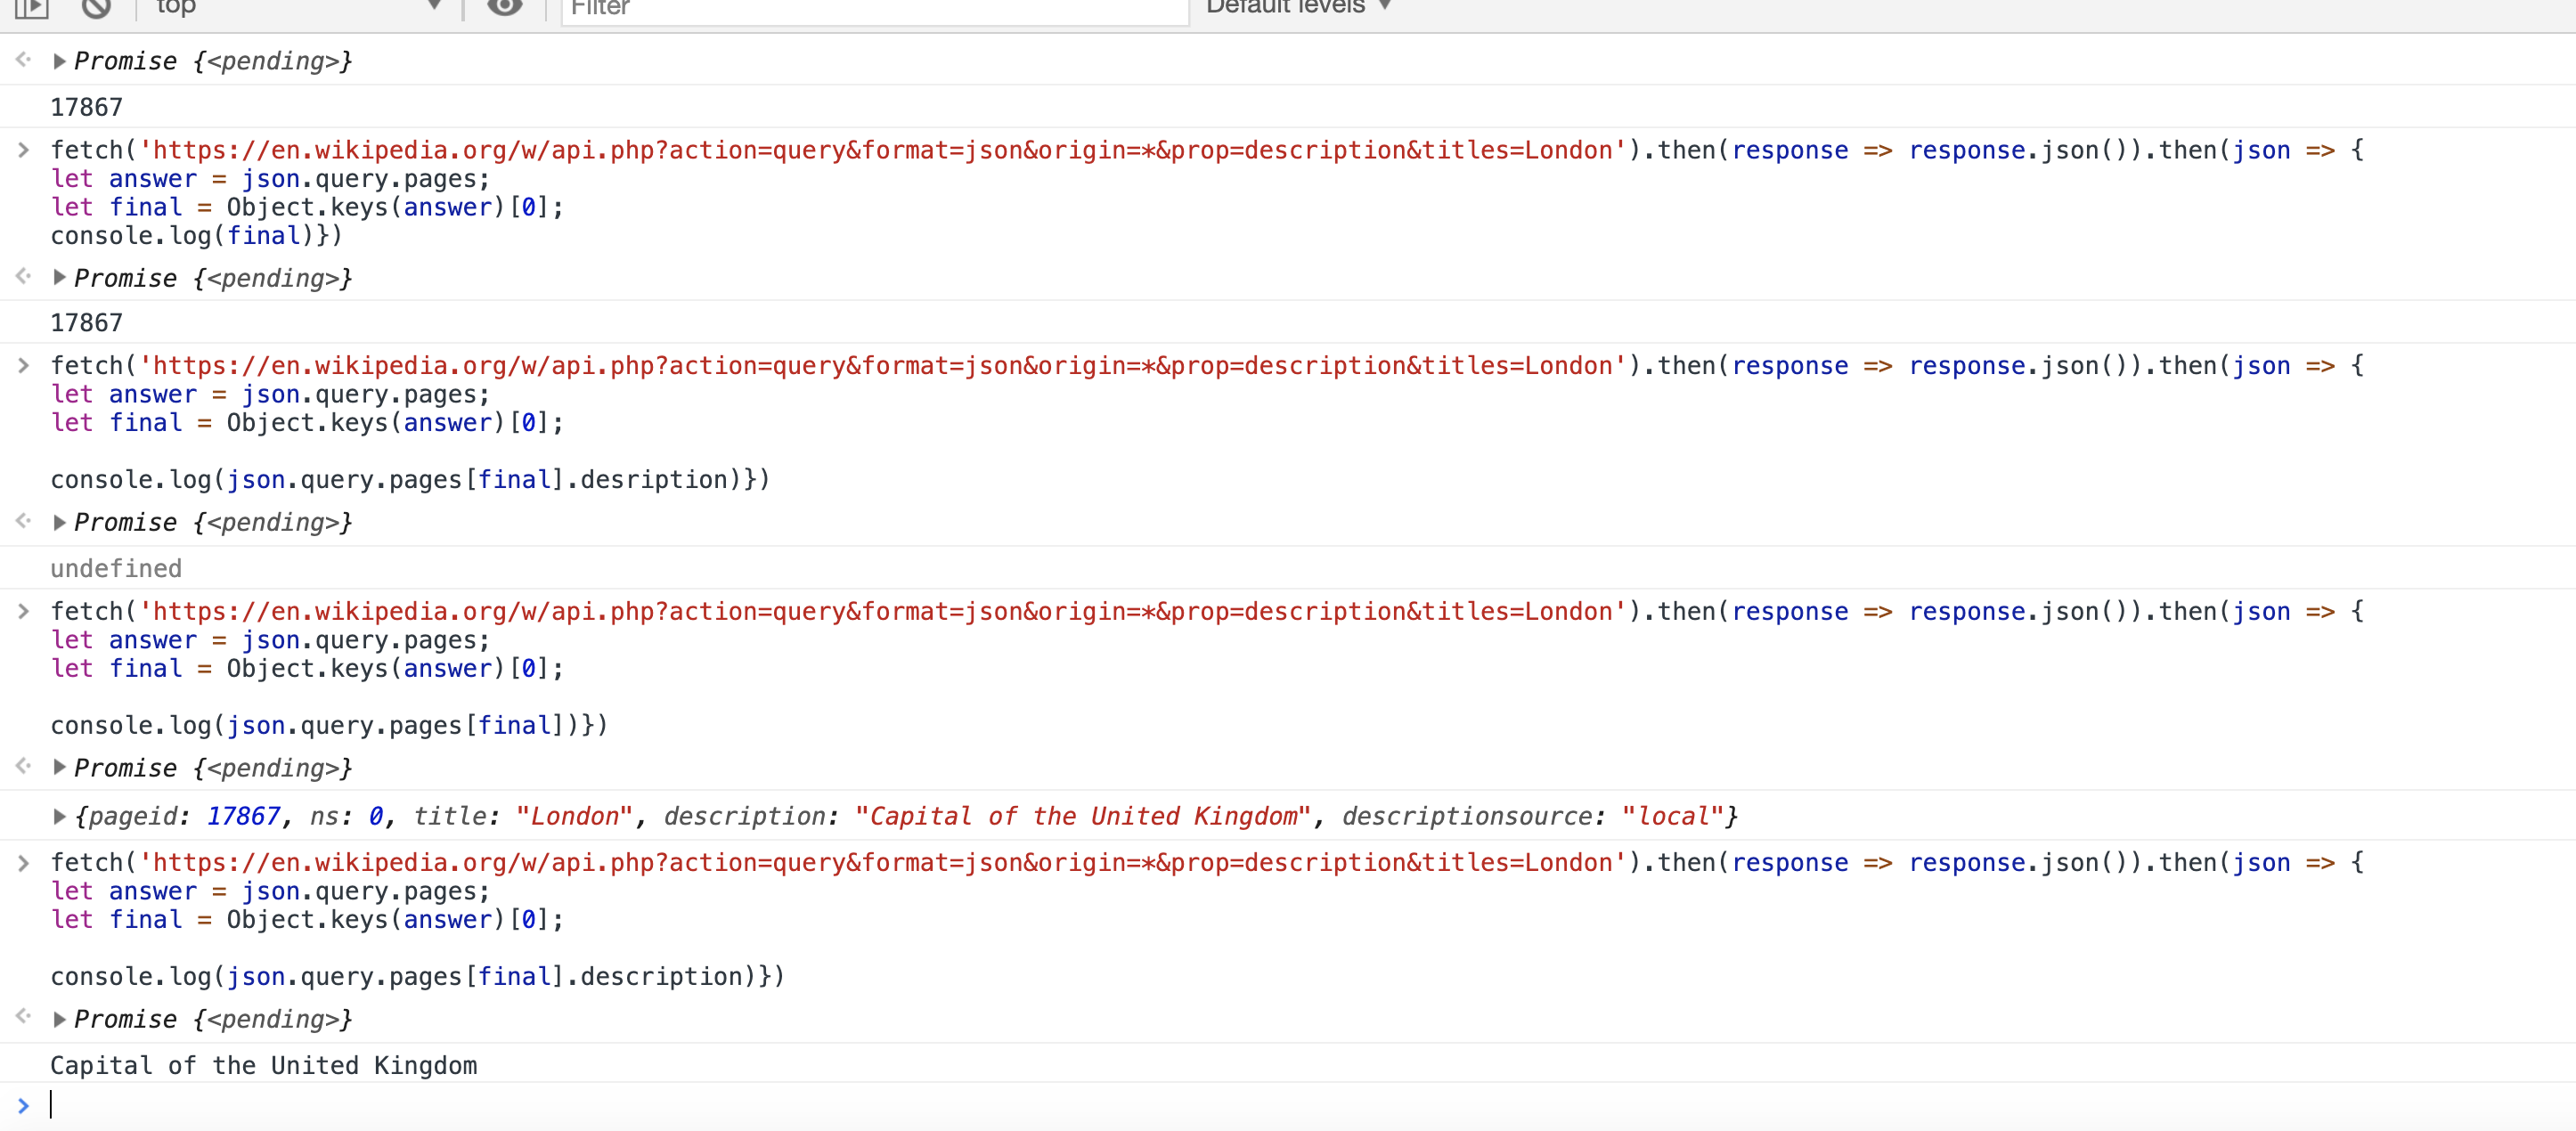 top
Filter
Default levels
Promise {<pending>}
17867
fetch('https://en.wikipedia.org/w/api.php?action=query&format=json&origin=*&prop=description&titles=London').then(response => response.json()).then(json => {
let answer = json.query.pages;
let final = Object.keys(answer)[0];
console.log(final)})
Promise {<pending>}
17867
fetch('https://en.wikipedia.org/w/api.php?action=query&format=json&origin=*&prop=description&titles=London').then(response => response.json()).then(json => {
let answer = json.query.pages;
let final = Object.keys(answer)[0];
console.log(json.query.pages[final].desription)})
Promise {<pending>}
undefined
fetch('https://en.wikipedia.org/w/api.php?action=query&format=json&origin=*&prop=description&titles=London').then(response => response.json()).then(json => {
let answer = json.query.pages;
let final = Object.keys(answer)[0];
console.log(json.query.pages[final])})
Promise {<pending>}
{pageid: 17867, ns: 0, title: "London", description: "Capital of the United Kingdom", descriptionsource: "local"}
fetch('https://en.wikipedia.org/w/api.php?action=query&format=json&origin=*&prop=description&titles=London').then(response => response.json()).then(json => {
let answer = json.query.pages;
let final = Object.keys(answer)[0];
console.log(json.query.pages[final].description)})
Promise {<pending>}
Capital of the United Kingdom